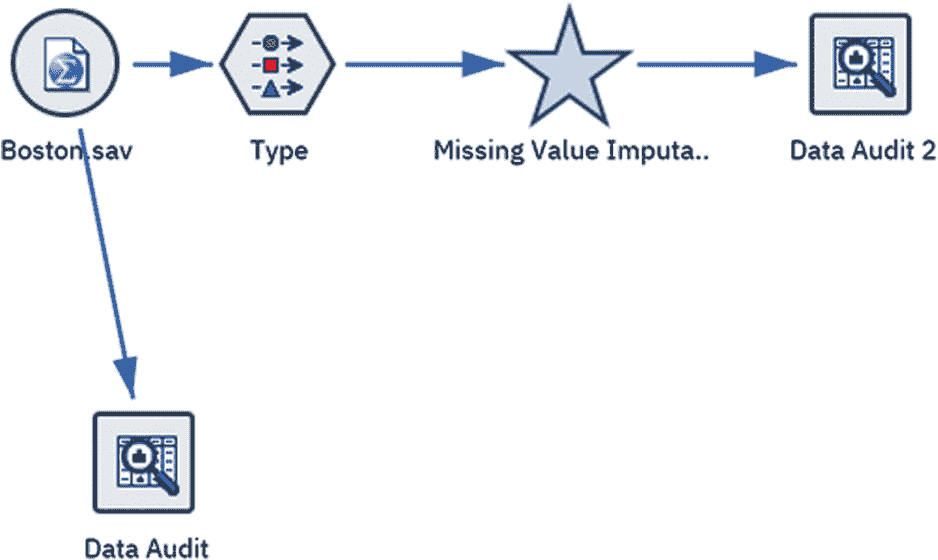 Boston.sav
Type
Missing Value Imputa..
Data Audit 2
Data Audit